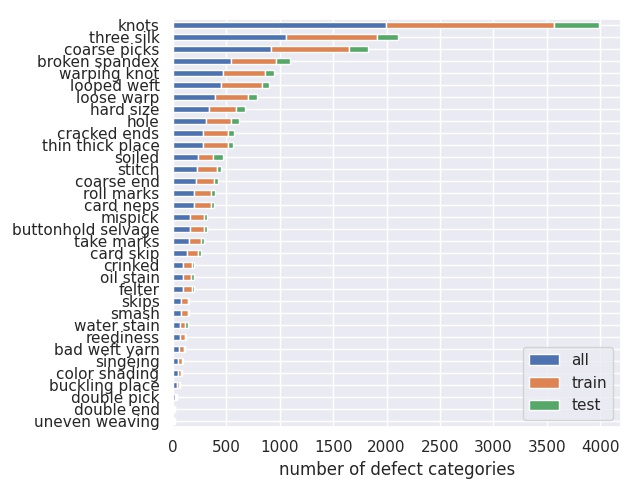 knots
three silk
coarse picks
broken spandex
warping knot
looped weft
loose warp
hard size
hole
cracked ends
thin thick place
soiled
stitch
coarse end
roll marks
card neps
mispick
buttonhold selvage
take marks
card skip
crinked
oil stain
felter
skips
smash
water stain
reediness
bad weft yarn
singeing
color shading
buckling place
double pick
double end
uneven weaving
all
train
test
0 500 1000 1500 2000 2500 3000 3500 4000
number of defect categories